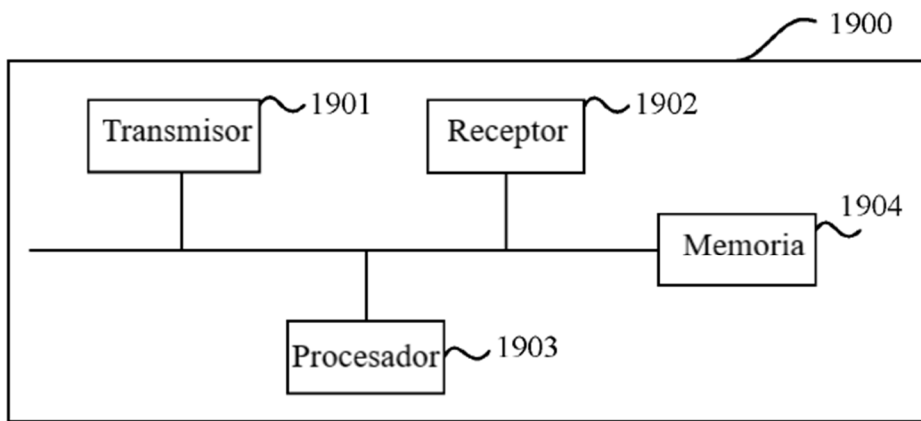 1900
Transmisor
1901
Receptor
1902
Memoria
1904
Procesador
1903